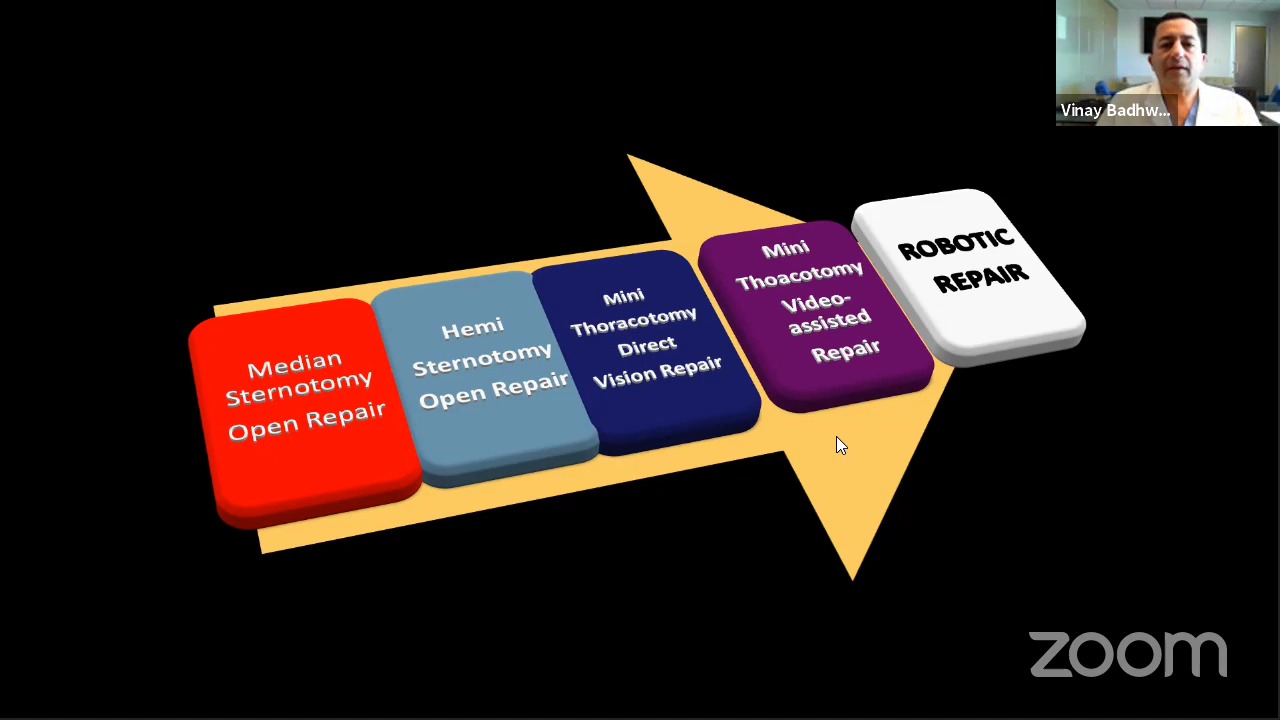 Vinay Badhw...
Median
Sternotomy
Open Repair
Hemi
Sternotomy
Open Repair
Mini
Thoracotomy
Direct
Vision Repair
Mini
Thoacotomy
Video-
assisted
Repair
ROBOTIC
REPAIR
zoom